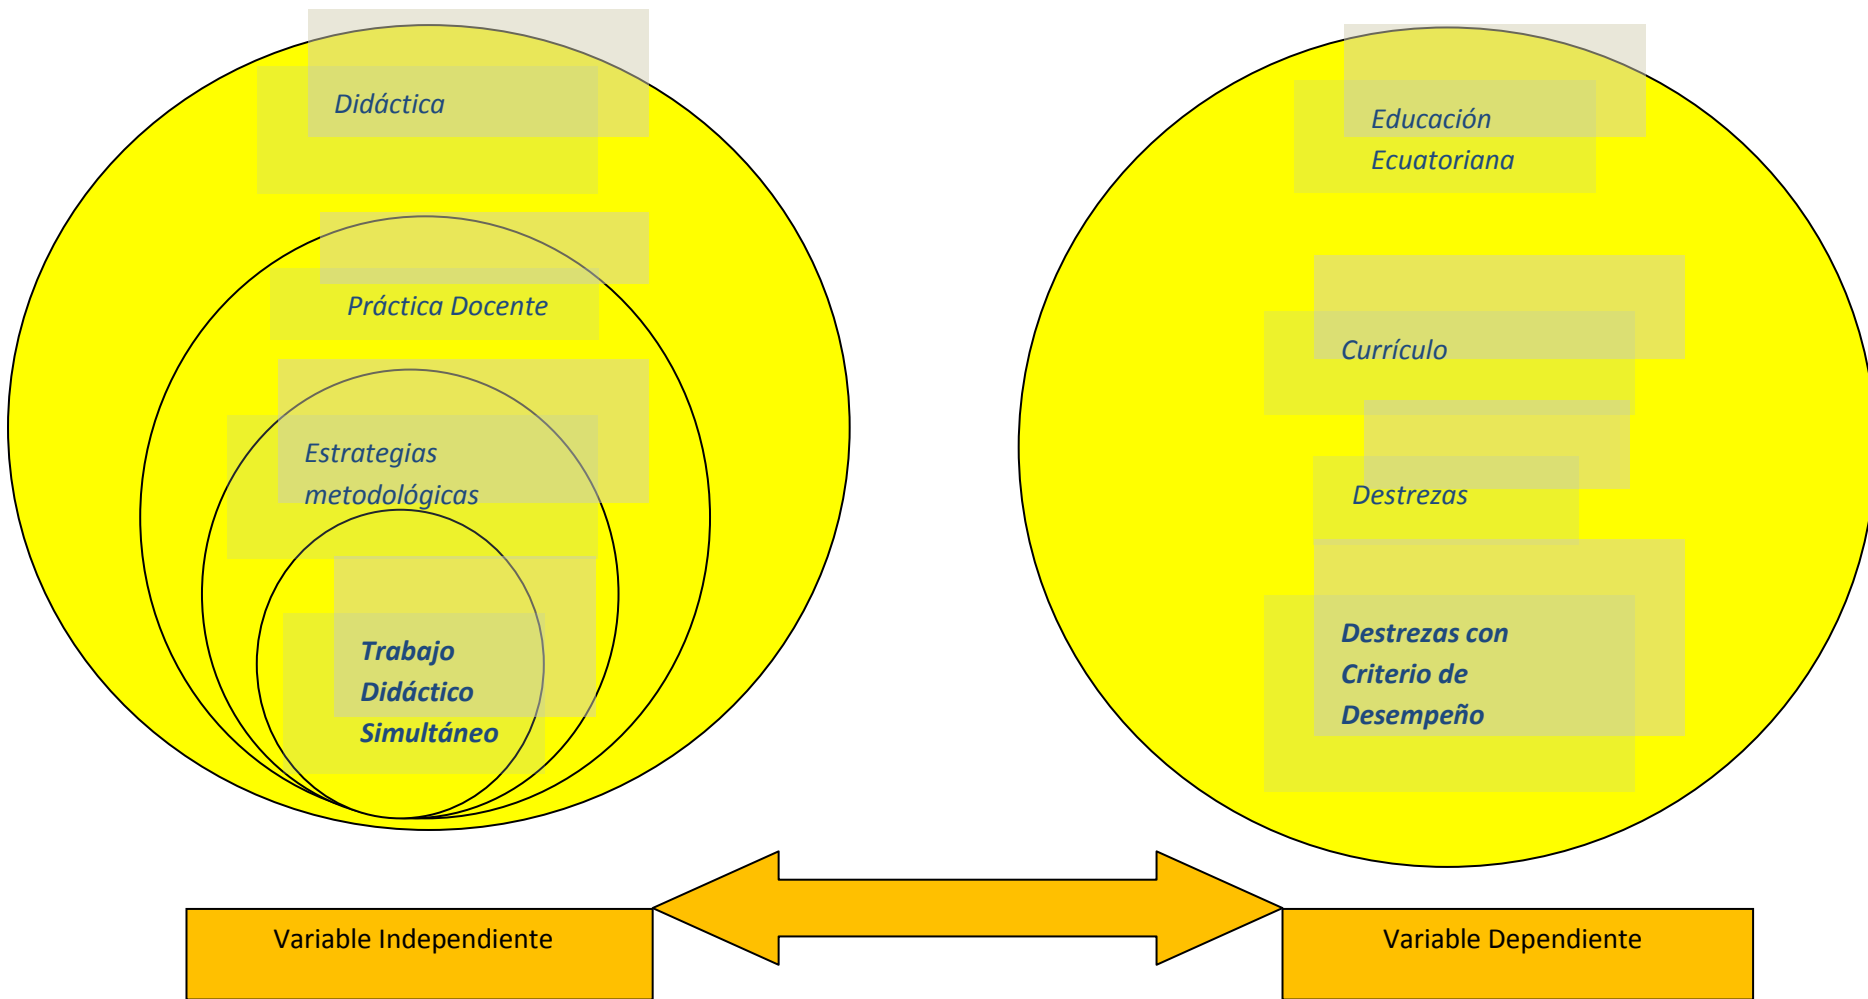 Didáctica
Práctica Docente
Estrategias
metodológicas
Trabajo
Didáctico
Simultáneo
Educación
Ecuatoriana
Currículo
Destrezas
Destrezas con
Criterio de
Desempeño
Variable Independiente
Variable Dependiente